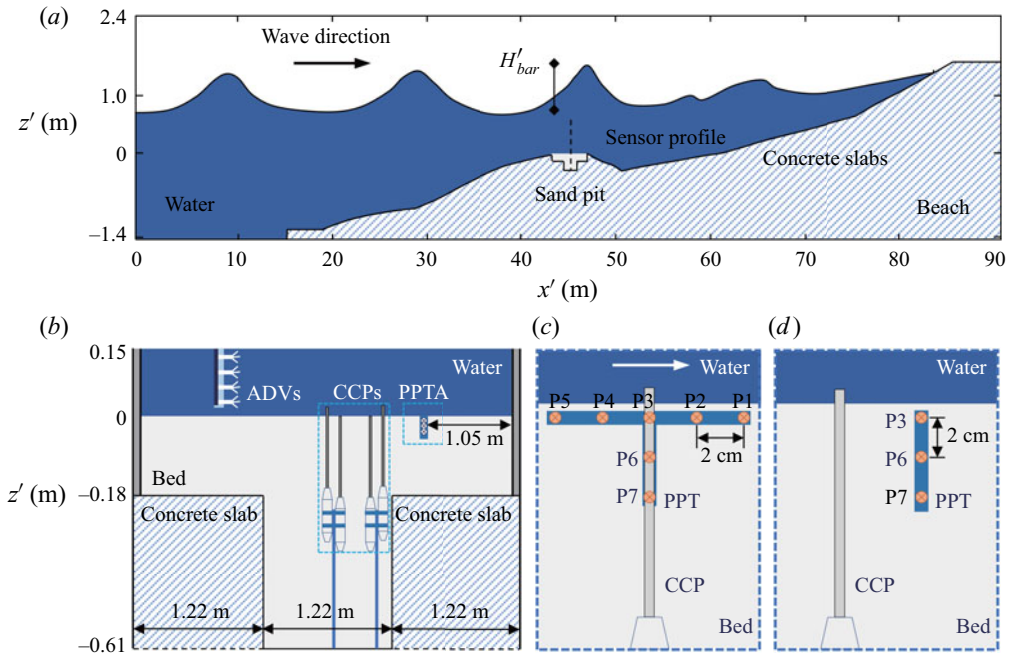 (a)
2.4
Wave direction
H′bar
1.0
z′ (m)
Sensor profile
0
Concrete slabs
Sand pit
Water
Beach
–1.4
0 10 20 30 40 50 60 70 80 90
x′ (m)
(b)
(c)
(d)
0.15
Water
Water
Water
ADVs
CCPs
PPTA
P5 P4 P3 P2 P1
P3
0
1.05 m
2 cm
2 cm
P6
P6
Bed
z′ (m)
–0.18
P7
PPT
P7
PPT
Concrete slab
Concrete slab
CCP
CCP
1.22 m
1.22 m
1.22 m
Bed
Bed
–0.61